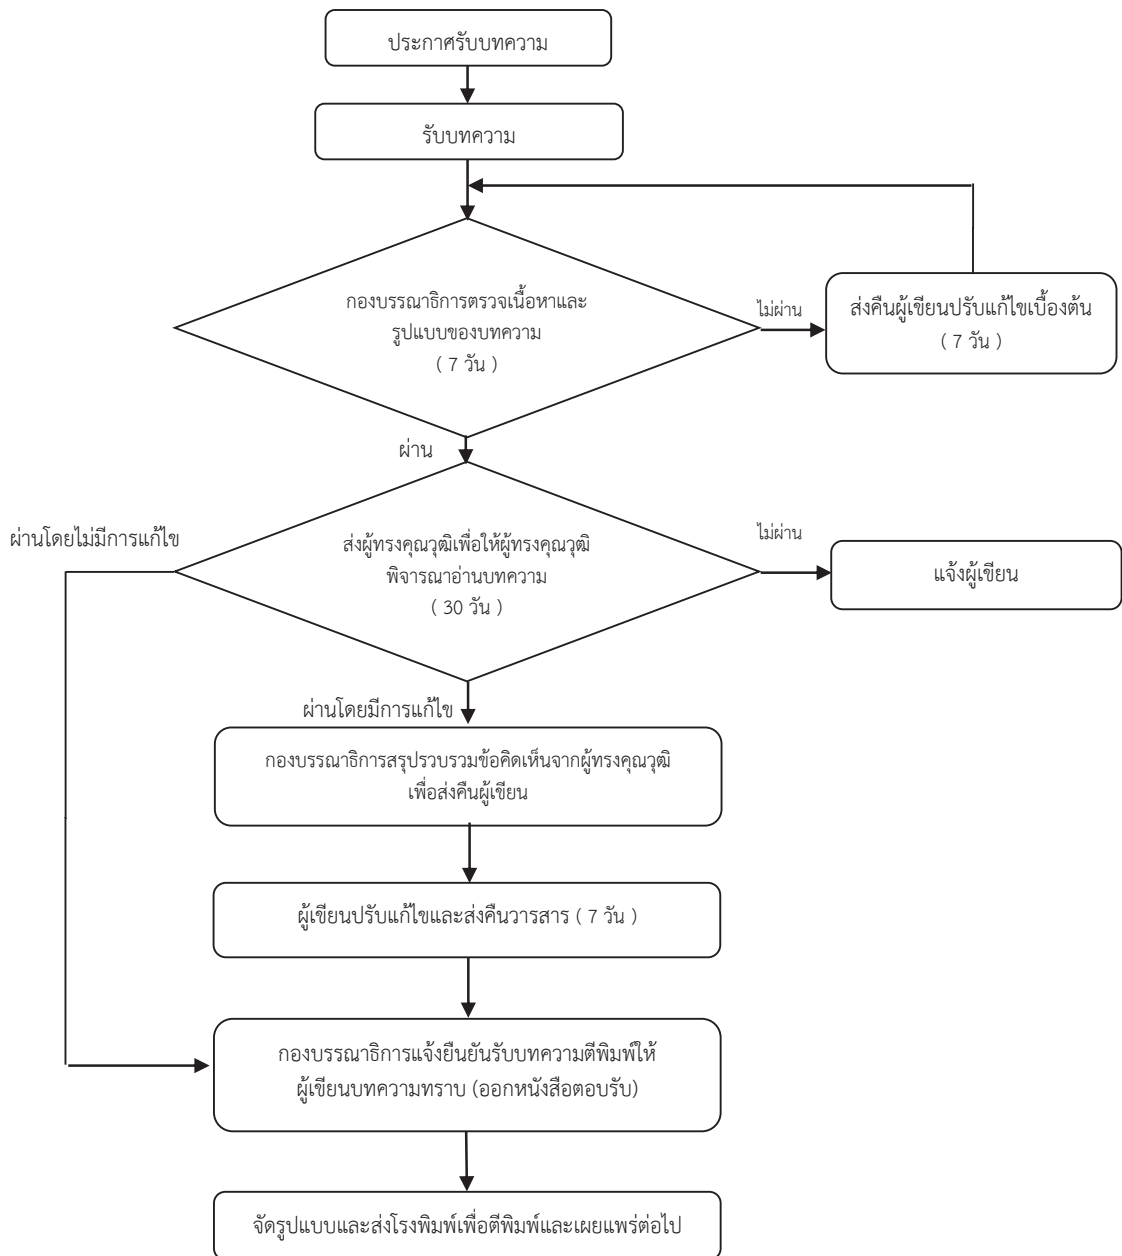 ประกาศรับบทความ
รับบทความ
กองบรรณาธิการตรวจเนื้อหาและ
รูปแบบของบทความ
( 7 วัน )
ไม่ผ่าน
ส่งคืนผู้เขียนปรับแก้ไขเบื้องต้น
( 7 วัน )
ผ่าน
ผ่านโดยไม่มีการแก้ไข
ส่งผู้ทรงคุณวุฒิเพื่อให้ผู้ทรงคุณวุฒิ
พิจารณาอ่านบทความ
( 30 วัน )
ไม่ผ่าน
แจ้งผู้เขียน
ผ่านโดยมีการแก้ไข
กองบรรณาธิการสรุปรวบรวมข้อคิดเห็นจากผู้ทรงคุณวุฒิ
เพื่อส่งคืนผู้เขียน
ผู้เขียนปรับแก้ไขและส่งคืนวารสาร ( 7 วัน )
กองบรรณาธิการแจ้งยืนยันรับบทความตีพิมพ์ให้
ผู้เขียนบทความทราบ (ออกหนังสือตอบรับ)
จัดรูปแบบและส่งโรงพิมพ์เพื่อตีพิมพ์และเผยแพร่ต่อไป